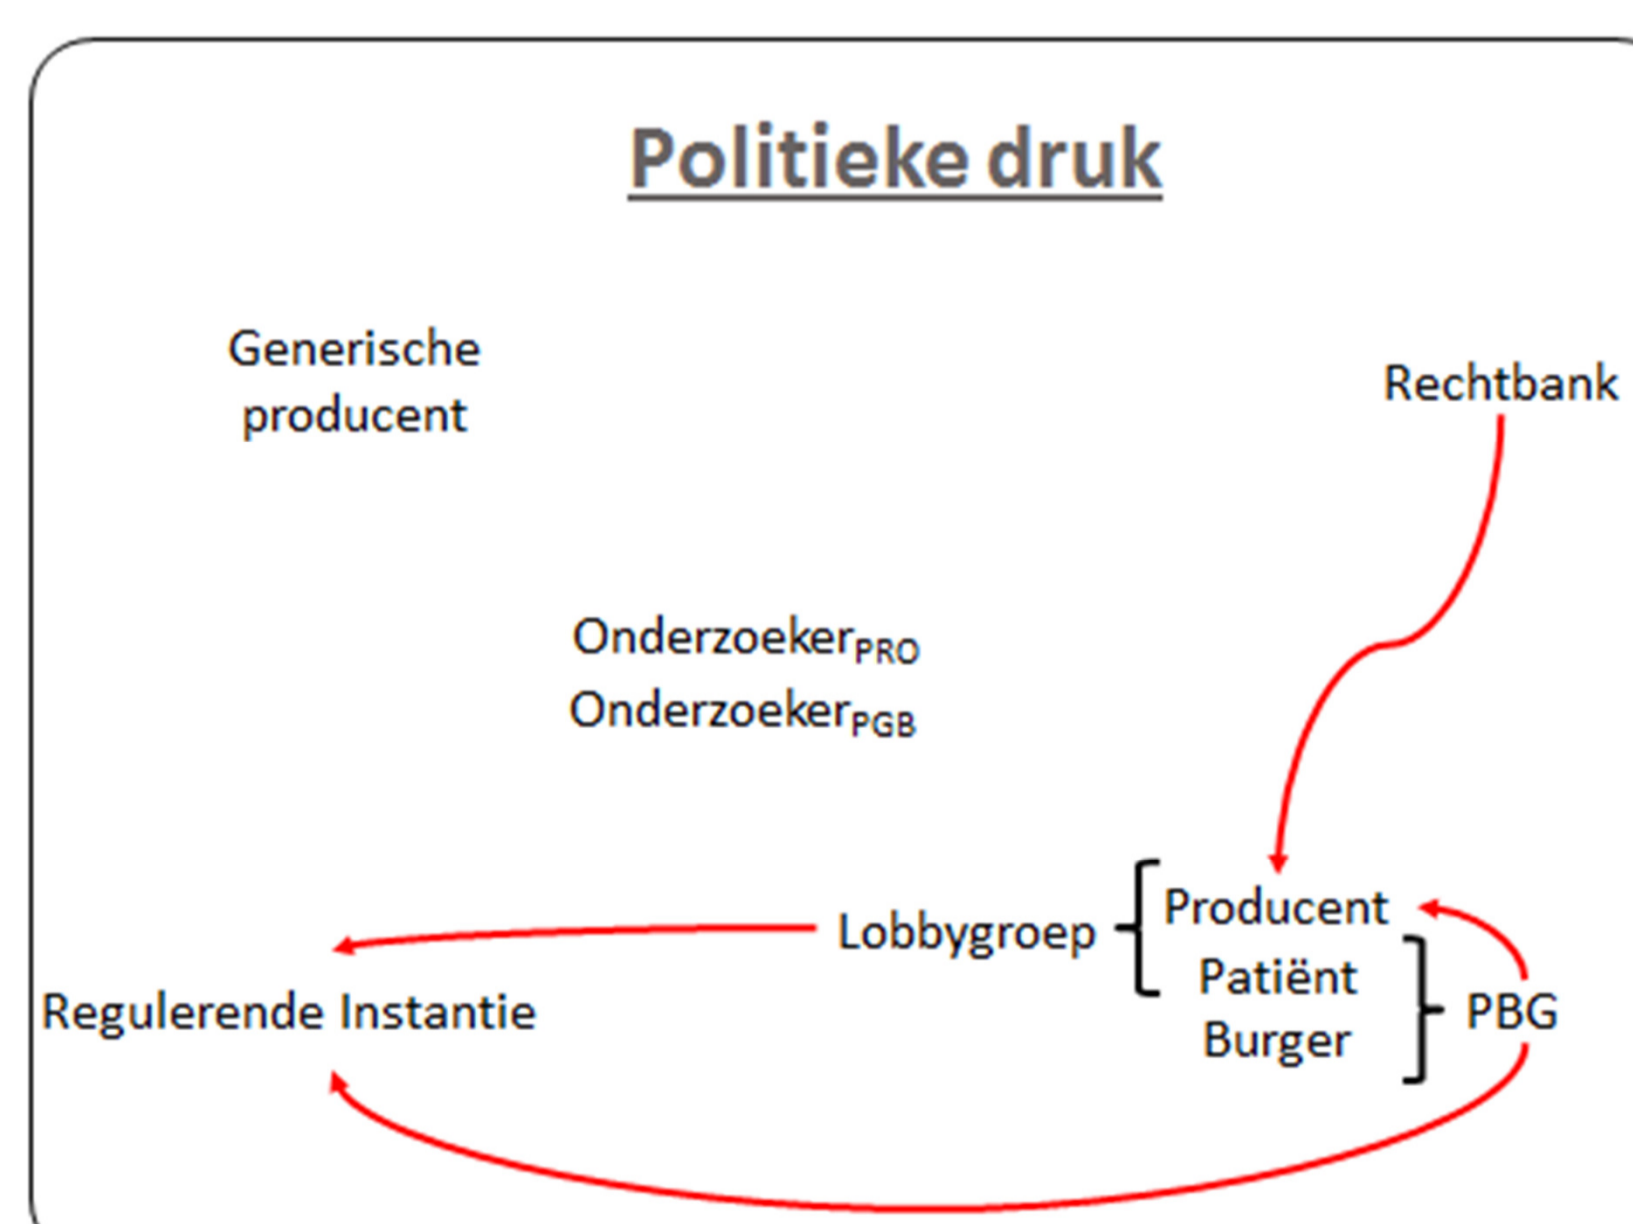 Politieke druk
Generische
producent
Rechtbank
OnderzoekerPRO
OnderzoekerPGB
Lobbygroep
Producent
Patiënt
Burger
PBG
Regulerende Instantie